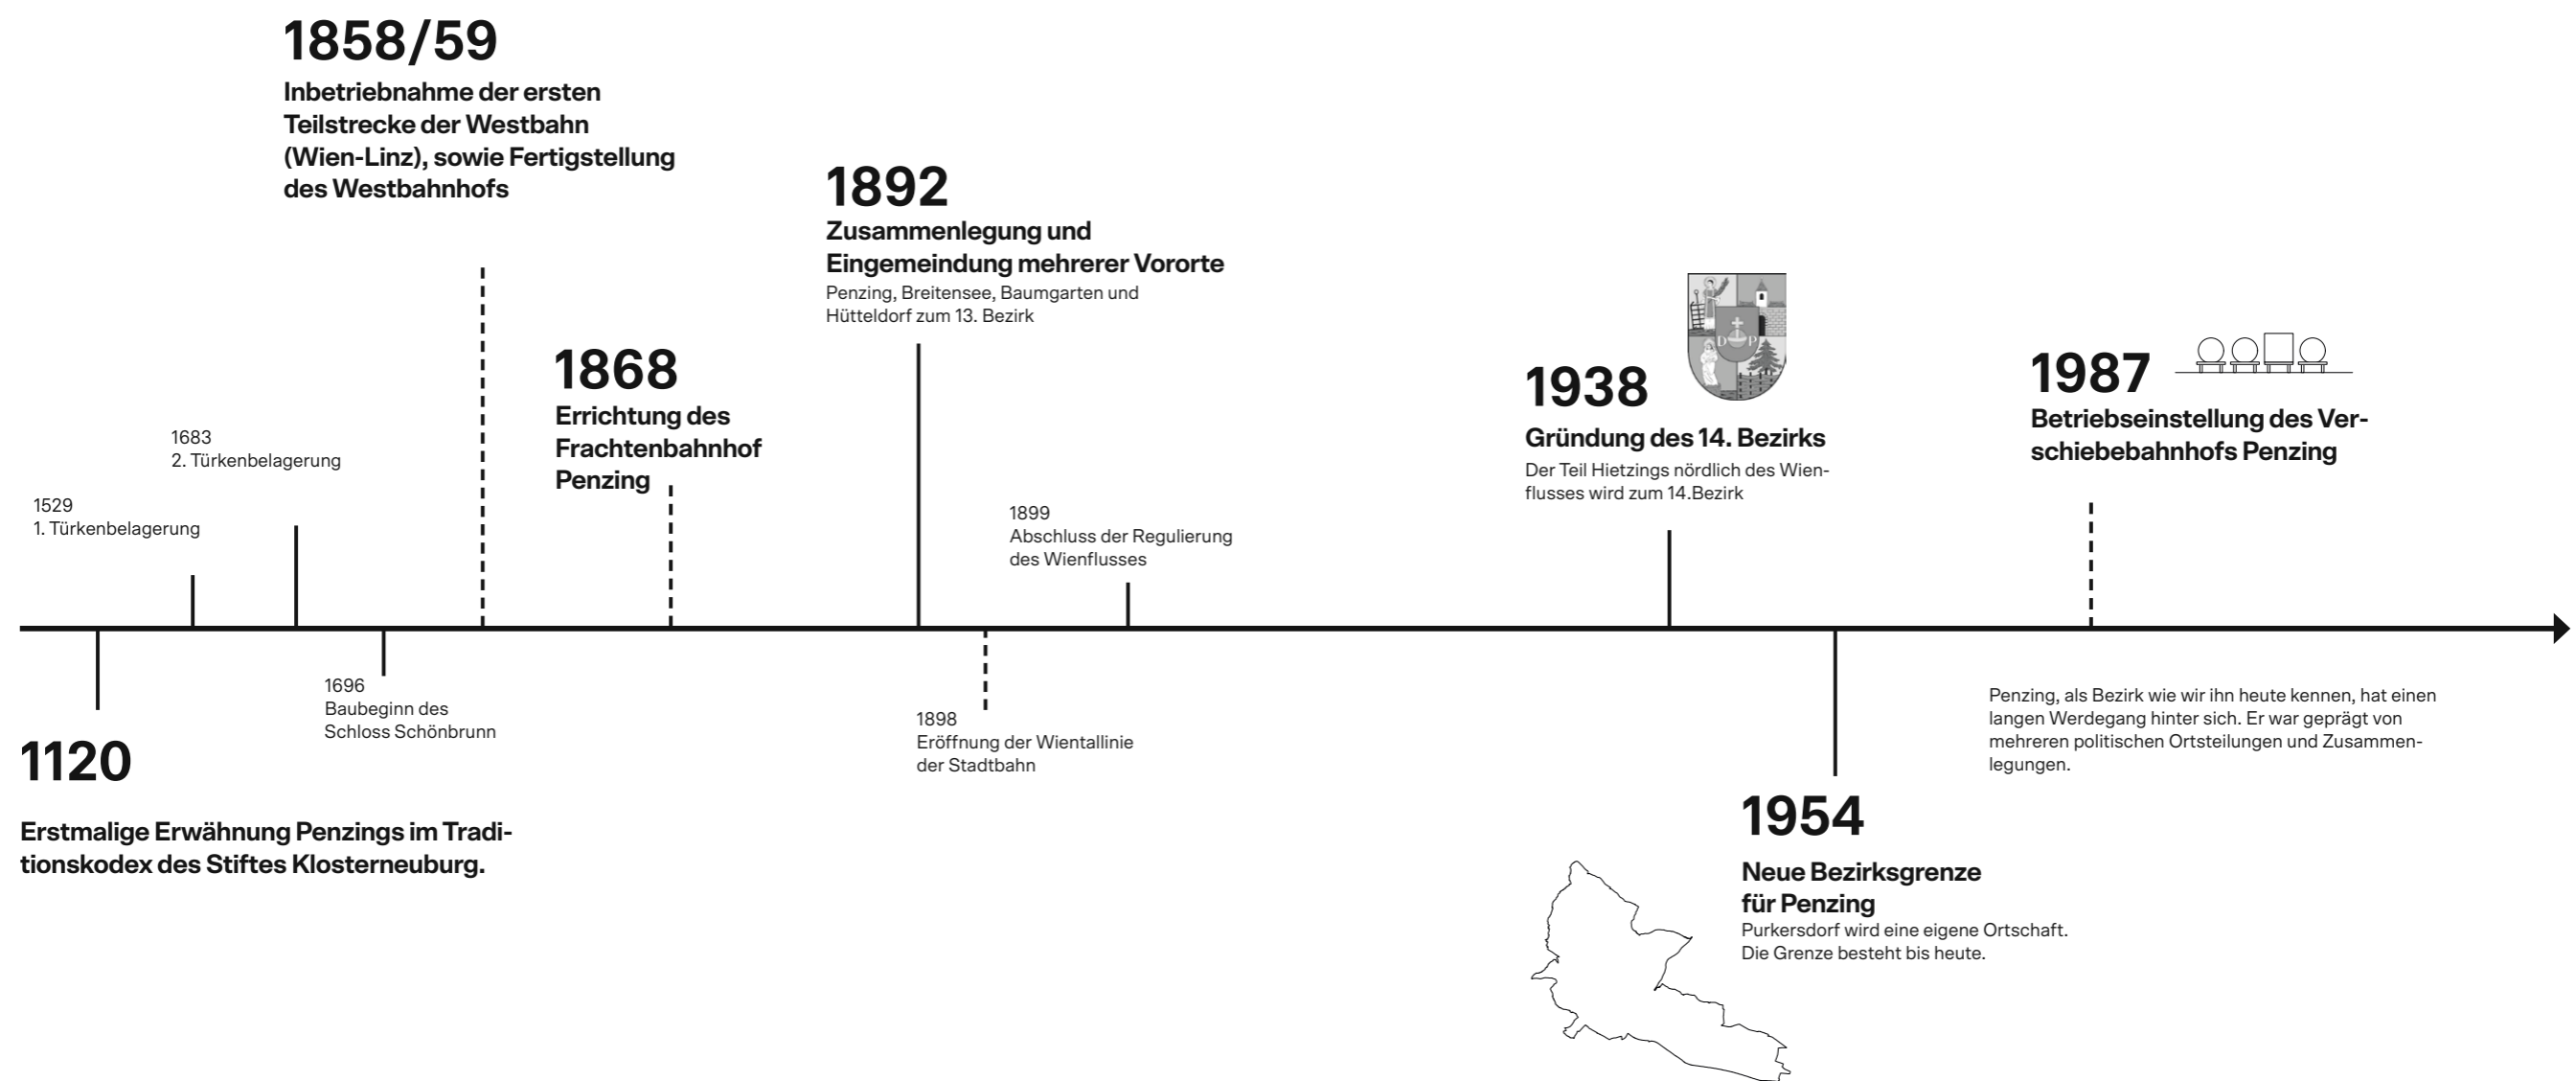 1858/59
Inbetriebnahme der ersten
Teilstrecke der Westbahn
(Wien-Linz), sowie Fertigstellung
des Westbahnhofs
1892
Zusammenlegung und
Eingemeindung mehrerer Vororte
Penzing, Breitensee, Baumgarten und
Hütteldorf zum 13. Bezirk
1868
Errichtung des
Frachtenbahnhof
Penzing
1683
2. Türkenbelagerung
1529
1. Türkenbelagerung
1899
Abschluss der Regulierung
des Wienflusses
D P
1938
Gründung des 14. Bezirks
Der Teil Hietzings nördlich des Wien-
flusses wird zum 14.Bezirk
1987
Betriebseinstellung des Ver-
schiebebahnhofs Penzing
1696
Baubeginn des
Schloss Schönbrunn
1120
Erstmalige Erwähnung Penzings im Tradi-
tionskodex des Stiftes Klosterneuburg.
1898
Eröffnung der Wientallinie
der Stadtbahn
1954
Neue Bezirksgrenze
für Penzing
Purkersdorf wird eine eigene Ortschaft.
Die Grenze besteht bis heute.
Penzing, als Bezirk wie wir ihn heute kennen, hat einen
langen Werdegang hinter sich. Er war geprägt von
mehreren politischen Ortsteilungen und Zusammen-
legungen.